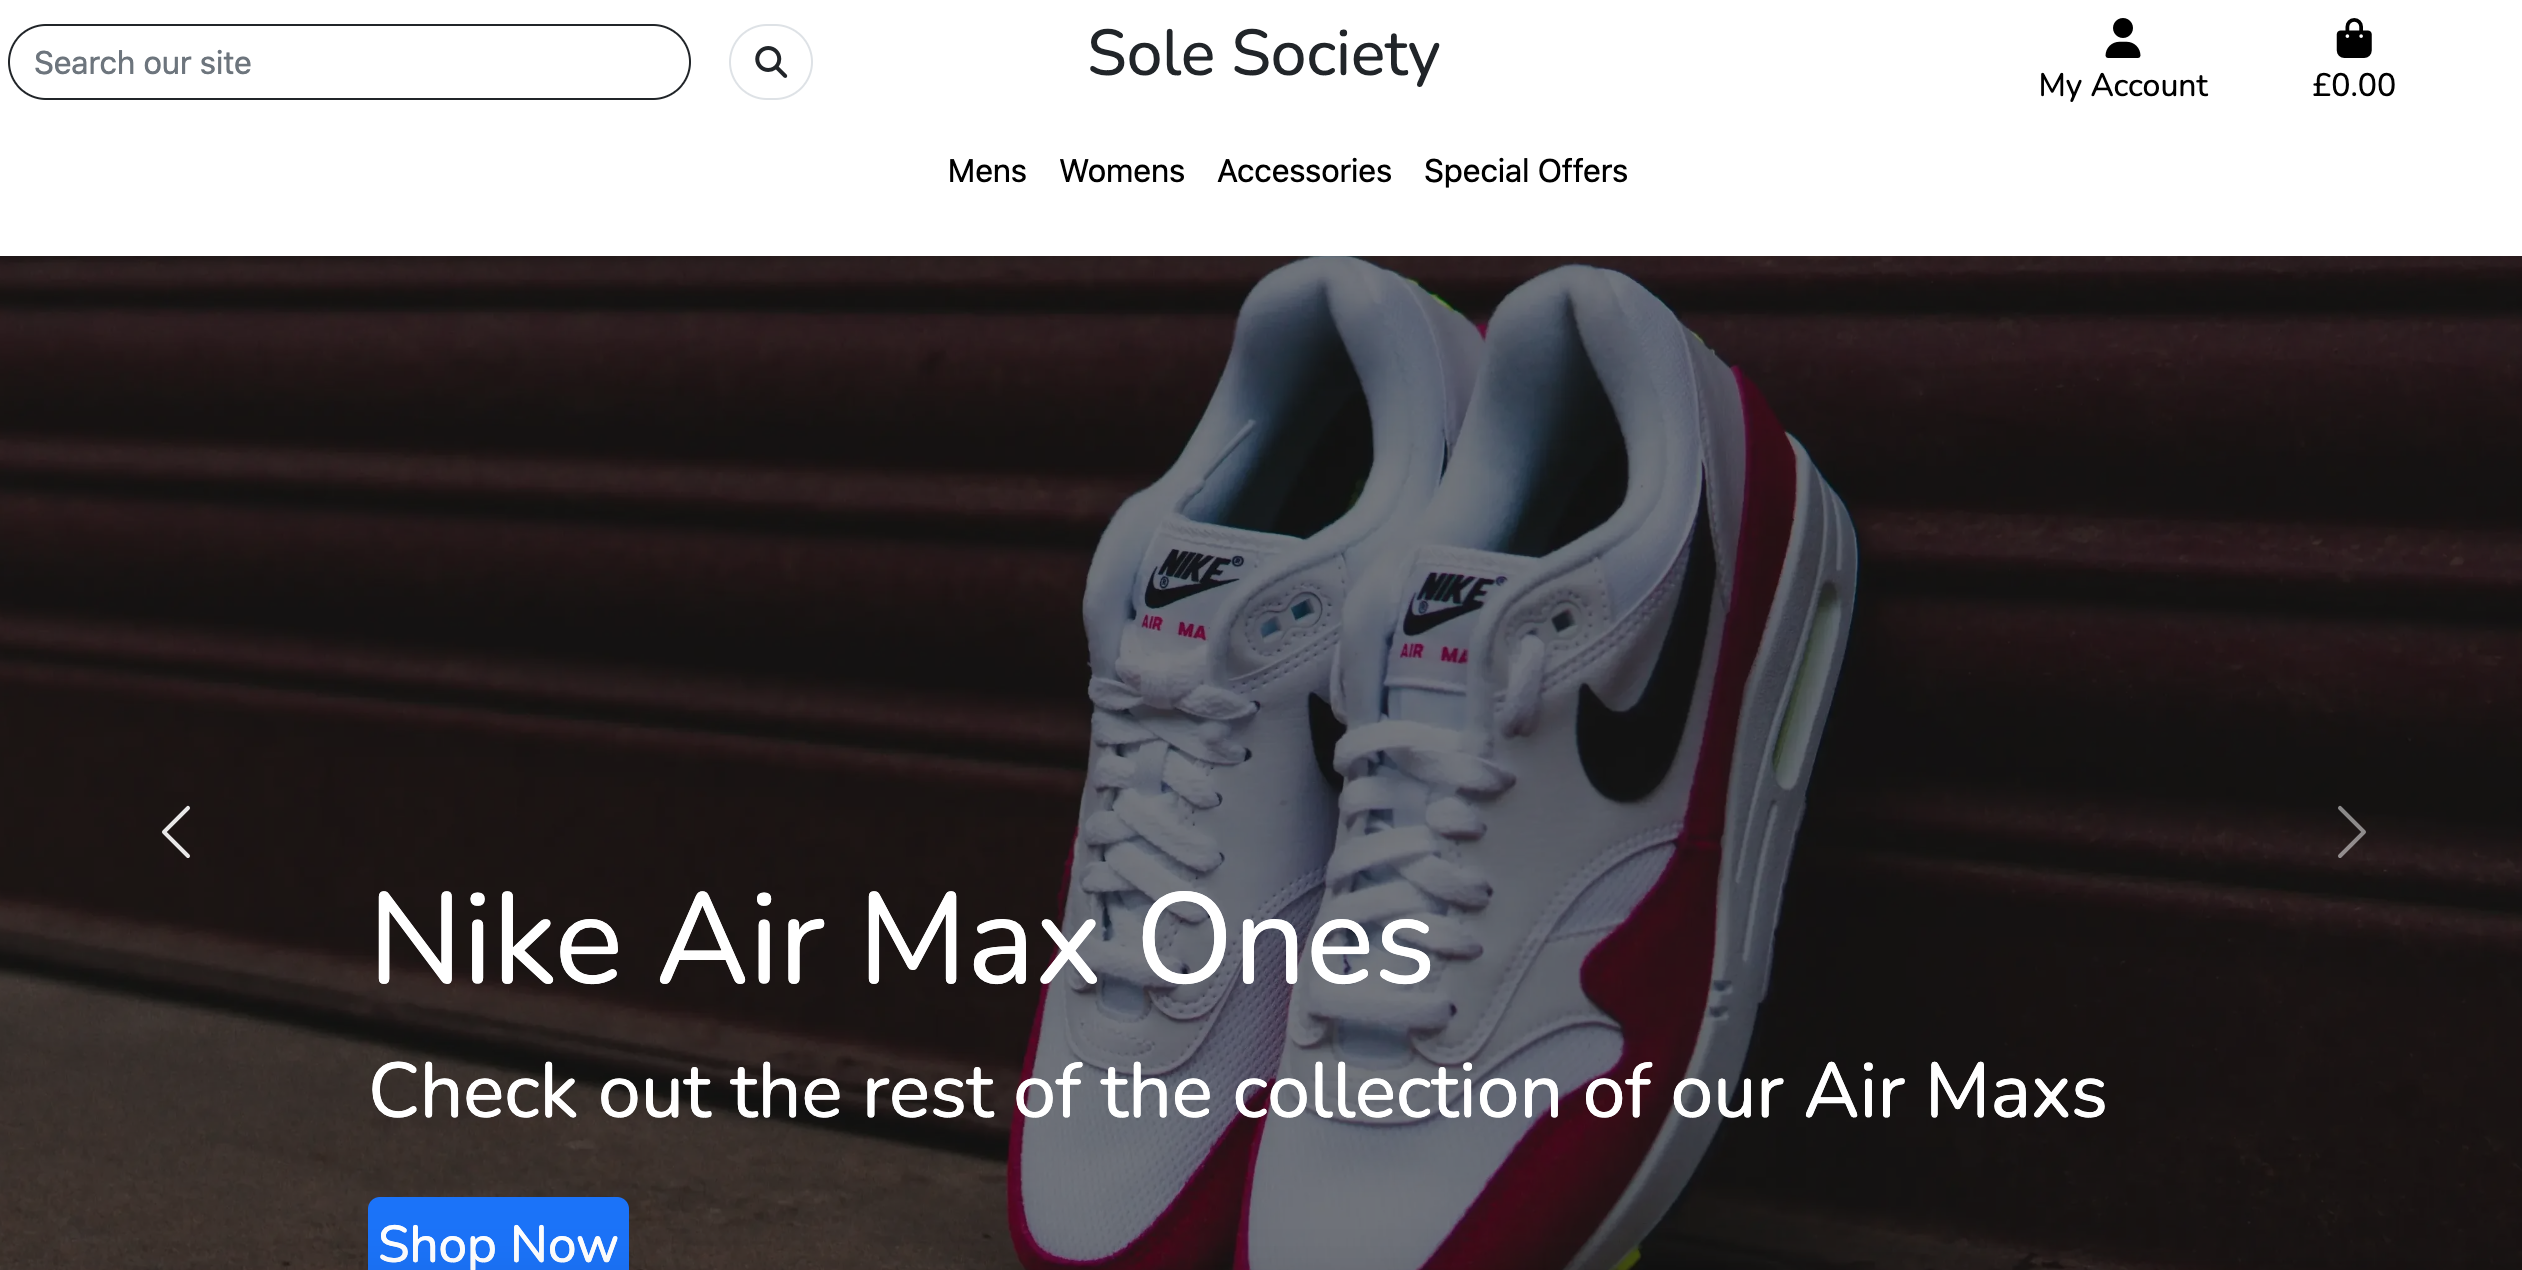 Search our site
Sole Society
My Account
£0.00
Mens Womens Accessories Special Offers
NIKE®
®
AIR MA
NIKE®
®
AIR MA
Nike Air Max Ones
Check out the rest of the collection of our Air Maxs
Shop Now